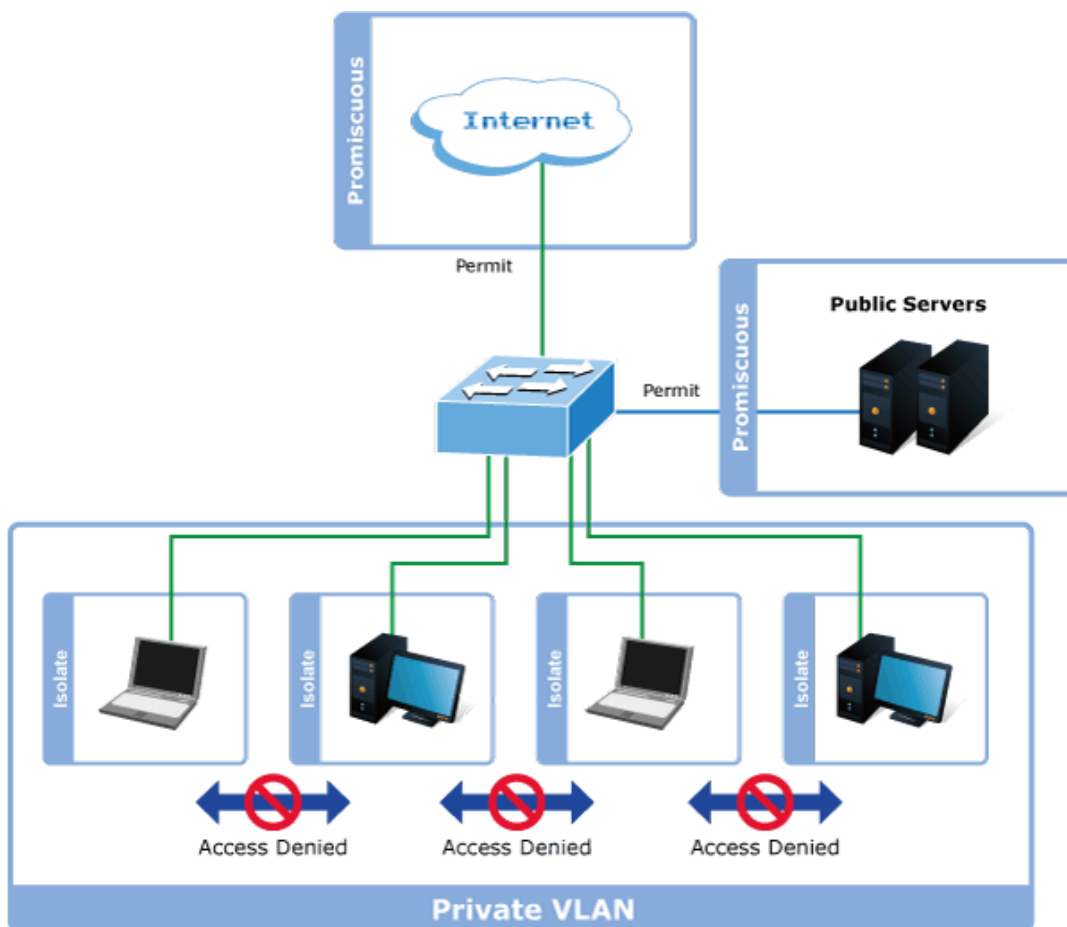 Promiscuous
Internet
Permit
Public Servers
Permit
Promiscuous
Isolate
Isolate
Isolate
Isolate
Access Denied
Access Denied
Access Denied
Private VLAN